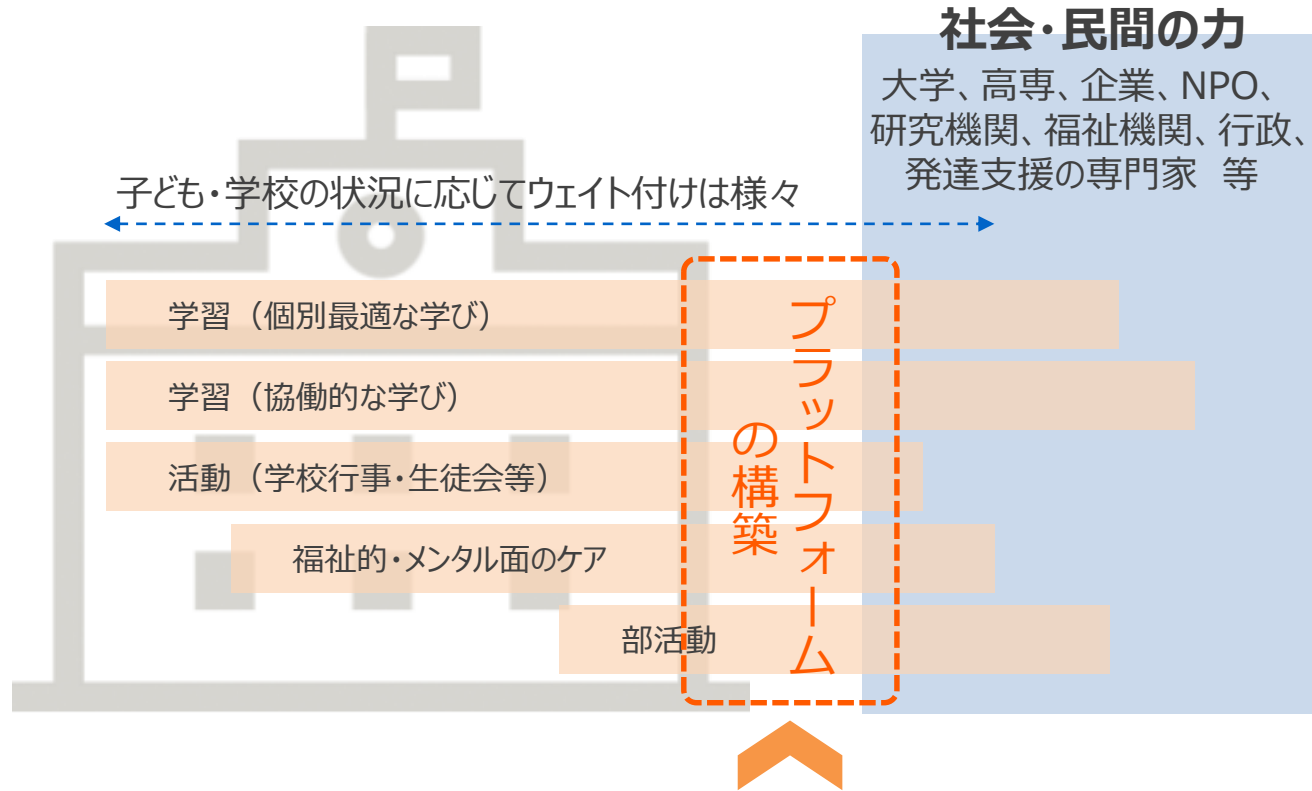 社会・民間の力
大学、高専、企業、NPO、
研究機関、福祉機関、行政、
発達支援の専門家　等
子ども・学校の状況に応じてウェイト付けは様々
学習（個別最適な学び）
学習（協働的な学び）
活動（学校行事・生徒会等）
福祉的・メンタル面のケア
部活動
プラットフォーム
の構築